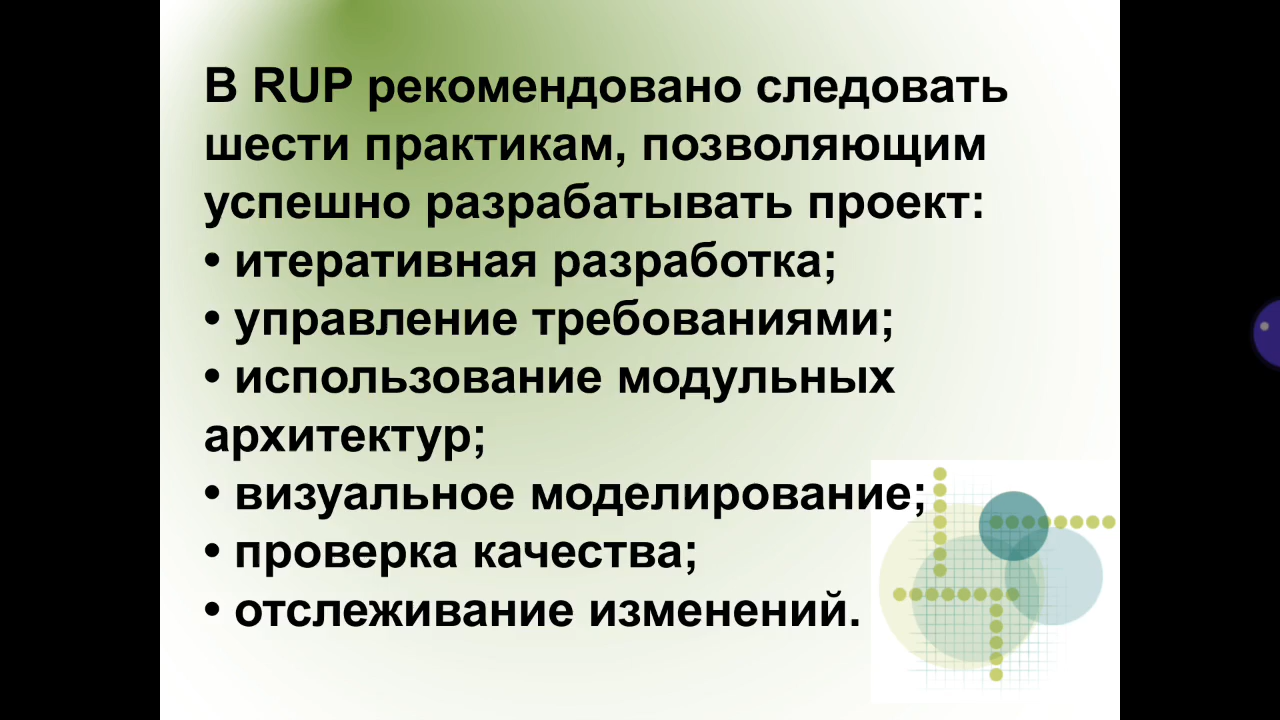 В RUP рекомендовано следовать
шести практикам, позволяющим
успешно разрабатывать проект:
• итеративная разработка;
• управление требованиями;
• использование модульных
архитектур;
• визуальное моделирование;
• проверка качества;
• отслеживание изменений.